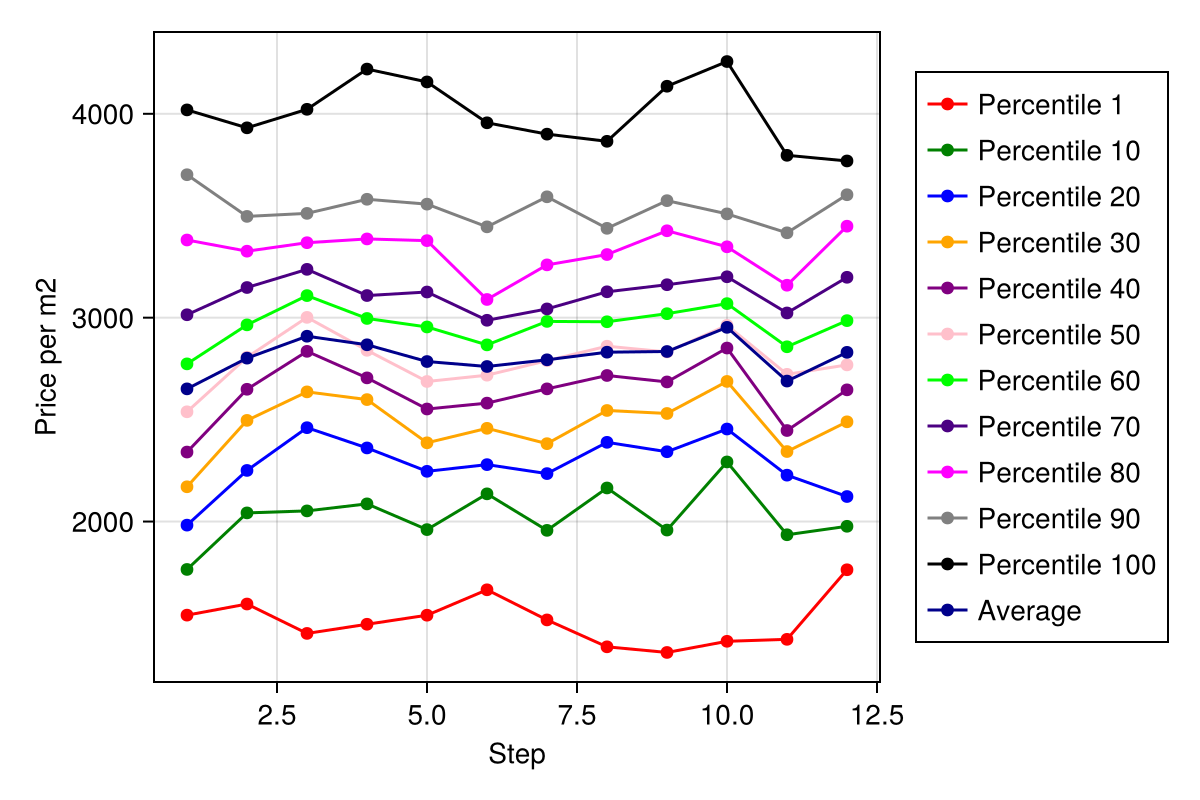 4000
3000
2000
Price per m2
2.5 5.0 7.5 10.0 12.5
Step
Percentile 1
Percentile 10
Percentile 20
Percentile 30
Percentile 40
Percentile 50
Percentile 60
Percentile 70
Percentile 80
Percentile 90
Percentile 100
Average